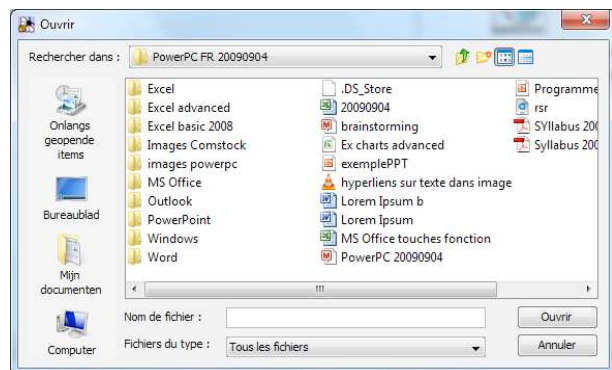 Ouvrir
Rechercher dans : PowerPC FR 20090904
Onlangs
geopende
items
Bureaublad
Mijn
documenten
Computer
Excel
Excel advanced
Excel basic 2008
Images Comstock
images powerpc
MS Office
Outlook
PowerPoint
Windows
Word
.DS_Store
20090904
brainstorming
Ex charts advanced
exemplePPT
hyperliens sur texte dans image
Lorem Ipsum b
Lorem Ipsum
MS Office touches fonction
PowerPC 20090904
Programme
rsr
SYllabus 200
Syllabus 200
Nom de fichier :
Ouvrir
Fichiers du type : Tous les fichiers
Annuler